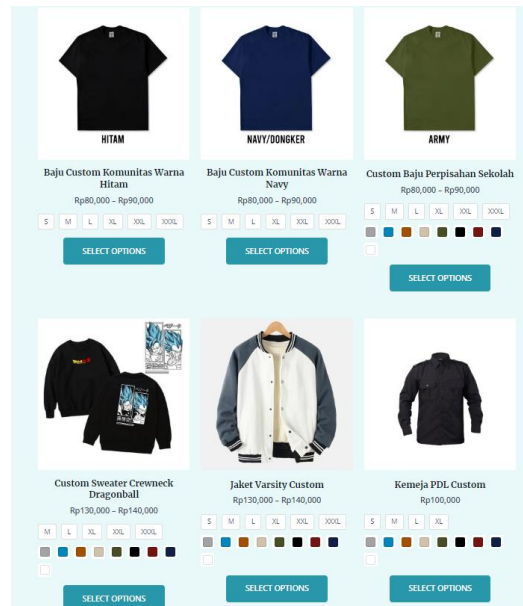 HITAM
NAVY/DONGKER
ARMY
Baju Custom Komunitas Warna
Hitam
Rp80,000 – Rp90,000
S M L XL XXL XXXL
SELECT OPTIONS
Baju Custom Komunitas Warna
Navy
Rp80,000 – Rp90,000
S M L XL XXL XXXL
SELECT OPTIONS
Custom Baju Perpisahan Sekolah
Rp80,000 – Rp90,000
S M L XL XXL XXXL
SELECT OPTIONS
Custom Sweater Crewneck
Dragonball
Rp130,000 – Rp140,000
M L XL XXL XXXL
SELECT OPTIONS
Jaket Varsity Custom
Rp130,000 – Rp140,000
S M L XL XXL XXXL
SELECT OPTIONS
Kemeja PDL Custom
Rp100,000
S M L XL
SELECT OPTIONS